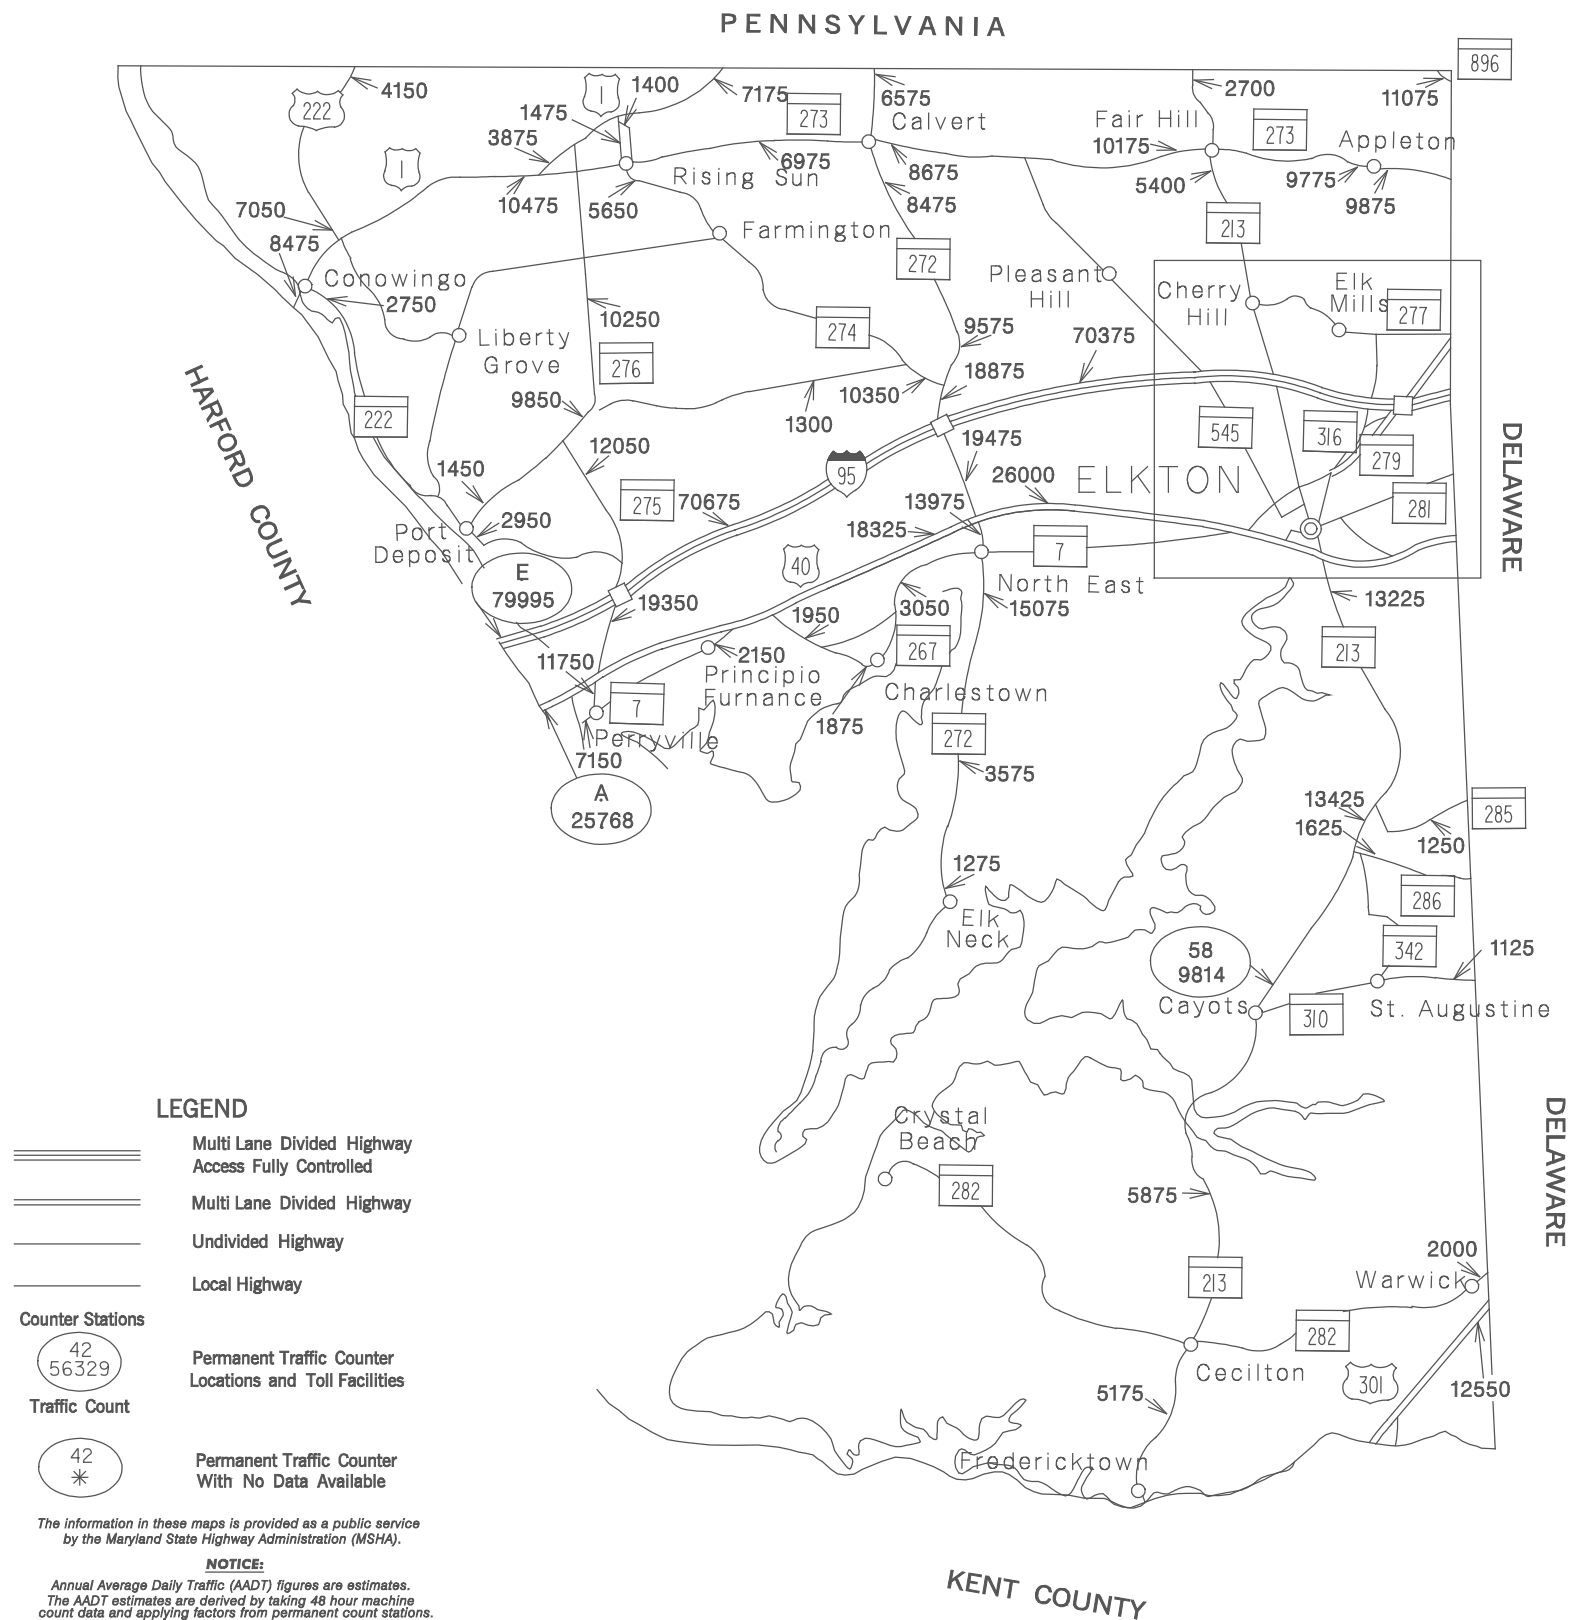 PENNSYLVANIA
896
4150
1400
7175
6575
2700
11075
222
1
1475
273
Calvert
Fair Hill
273
Appleton
3875
1
6975
10175
8675
Rising Sun
5400
9775
10475
5650
8475
9875
7050
213
8475
Farmington
272
Conowingo
Pleasant
Hill
Cherry
Hill
Elk
Mills
277
2750
10250
Liberty
Grove
274
9575
70375
276
18875
9850
10350
1300
HARFORD COUNTY
222
545
316
279
DELAWARE
12050
19475
1450
95
26000
ELKTON
275
70675
13975
281
2950
18325
Port
Deposit
7
40
E
79995
North East
19350
1950
3050
15075
13225
267
213
11750
2150
Principio
Furnance
Charlestown
7
1875
272
Perryville
7150
3575
A
25768
13425
285
1625
1250
1275
286
Elk
Neck
58
9814
342
1125
Cayots
310
St. Augustine
Crystal
Beach
282
5875
DELAWARE
213
2000
Warwick
282
Cecilton
301
5175
12550
Fredericktown
KENT COUNTY
LEGEND
Multi Lane Divided Highway
Access Fully Controlled
Multi Lane Divided Highway
Undivided Highway
Local Highway
Counter Stations
42
56329
Permanent Traffic Counter
Locations and Toll Facilities
Traffic Count
42
*
Permanent Traffic Counter
With No Data Available
The information in these maps is provided as a public service
by the Maryland State Highway Administration (MSHA).
NOTICE:
Annual Average Daily Traffic (AADT) figures are estimates.
The AADT estimates are derived by taking 48 hour machine
count data and applying factors from permanent count stations.